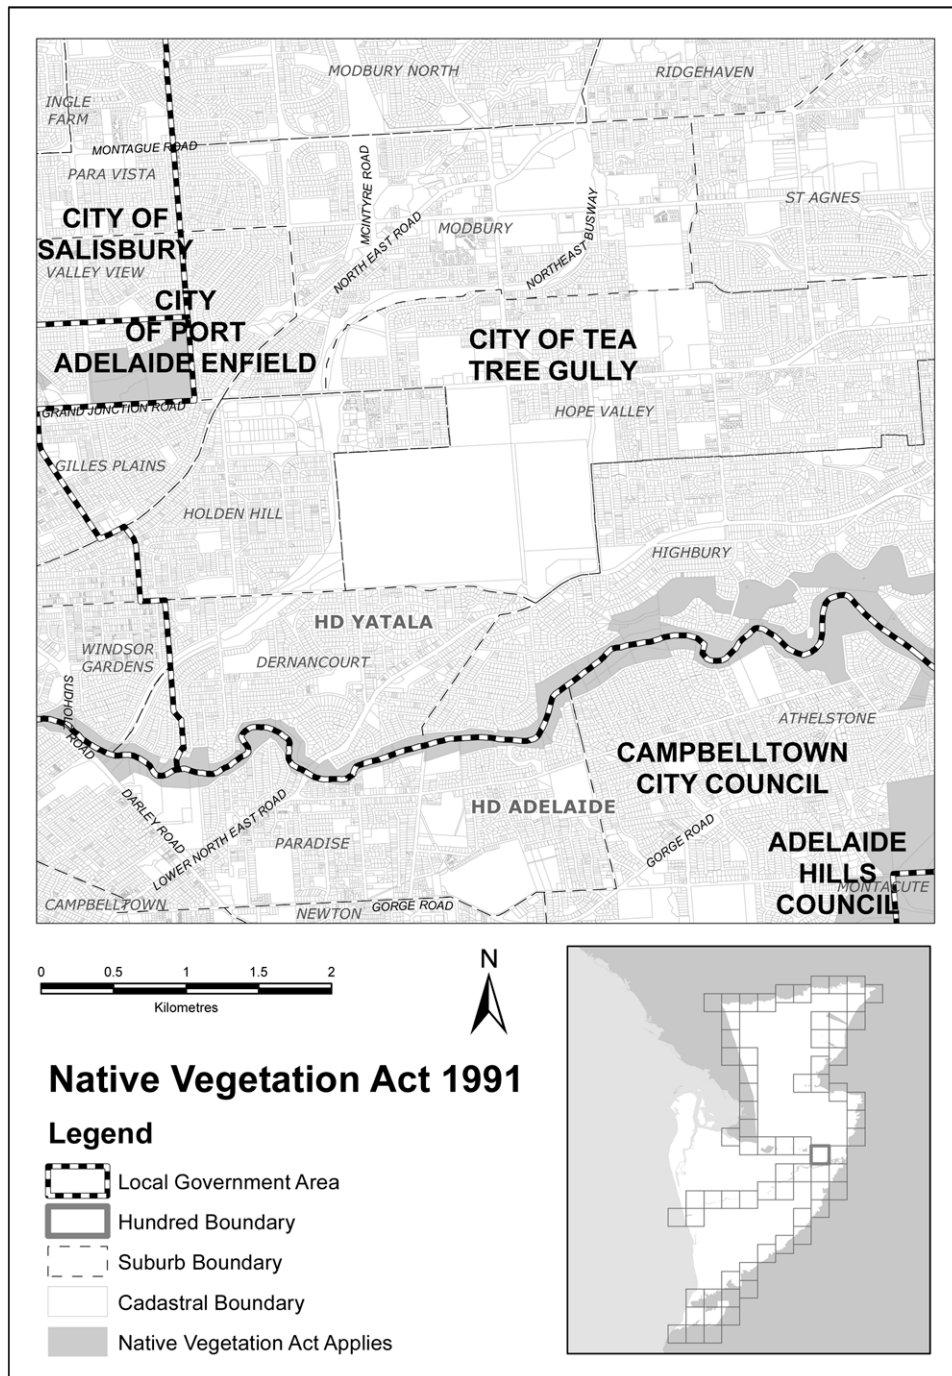 MODBURY NORTH
RIDGEHAVEN
INGLE
FARM
MONTAGUE ROAD
PARA VISTA
MCINTYRE ROAD
ST AGNES
CITY OF
SALISBURY
VALLEY VIEW
NORTH EAST ROAD
MODBURY
NORTHEAST BUSWAY
CITY
OF PORT
ADELAIDE ENFIELD
CITY OF TEA
TREE GULLY
GRAND JUNCTION ROAD
HOPE VALLEY
GILLES PLAINS
HOLDEN HILL
HIGHBURY
HD YATALA
WINDSOR
GARDENS
DERNANCOURT
SUDHOLZ
ROAD
ATHELSTONE
CAMPBELLTOWN
CITY COUNCIL
DARLEY ROAD
LOWER NORTH EAST ROAD
HD ADELAIDE
PARADISE
GORGE ROAD
ADELAIDE
HILLS
COUNCIL
MONTACUTE
CAMPBELLTOWN
NEWTON
GORGE ROAD
0 0.5 1 1.5 2
Kilometres
N
Native Vegetation Act 1991
Legend
Local Government Area
Hundred Boundary
Suburb Boundary
Cadastral Boundary
Native Vegetation Act Applies